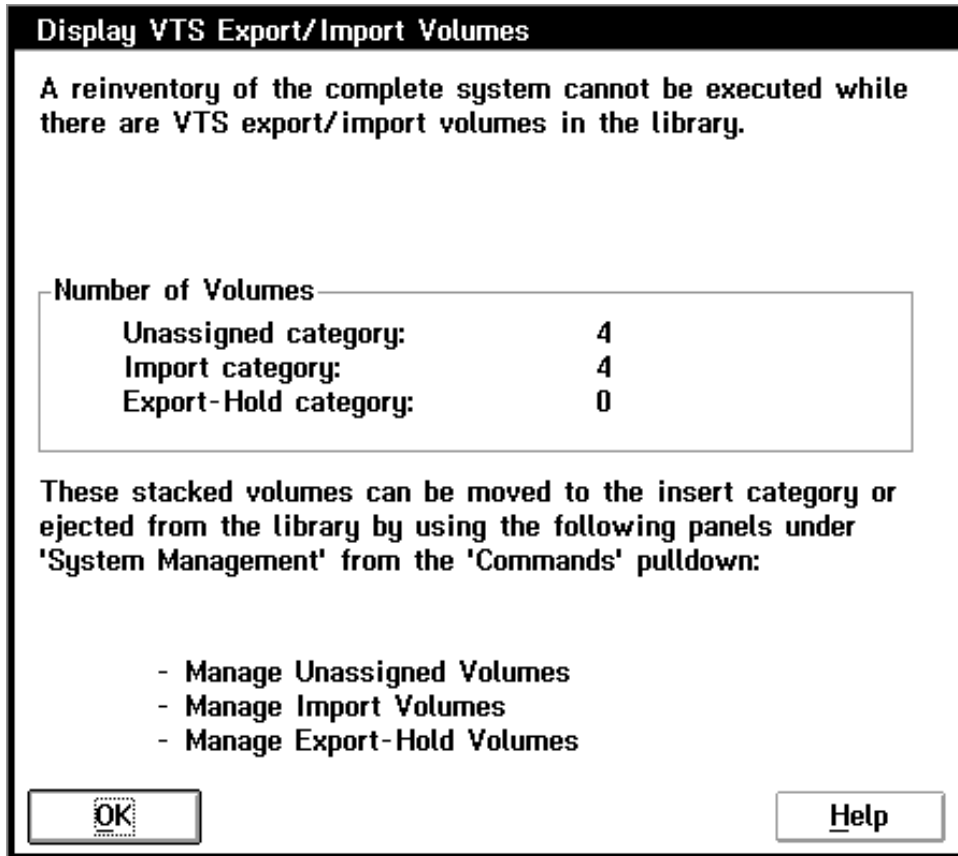 Display VTS Export/Import Volumes
A reinventory of the complete system cannot be executed while
there are VTS export/import volumes in the library.
Number of Volumes
Unassigned category: 4
Import category: 4
Export-Hold category: 0
These stacked volumes can be moved to the insert category or
ejected from the library by using the following panels under
'System Management' from the 'Commands' pulldown:
- Manage Unassigned Volumes
- Manage Import Volumes
- Manage Export-Hold Volumes
OK Help